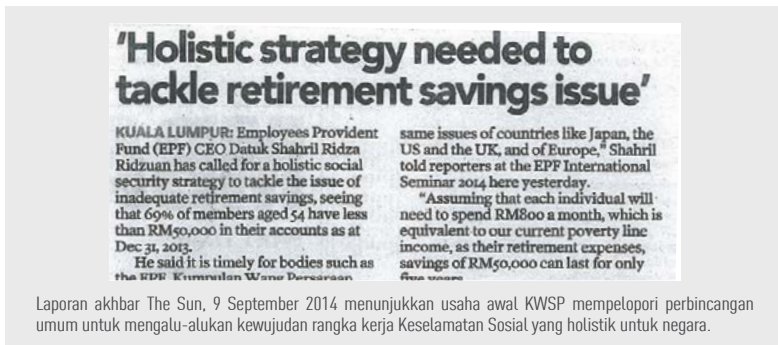 'Holistic strategy needed to
tackle retirement savings issue'
KUALA LUMPUR: Employees Provident
Fund (EPF) CEO Datuk Shahril Ridza
Ridzuan has called for a holistic social
security strategy to tackle the issue of
inadequate retirement savings, seeing
that 69% of members aged 54 have less
than RM50,000 in their accounts as at
Dec 31, 2013.
He said it is timely for bodies such as
the EPF, Kumpulan Wang Persaraan
same issues of countries like Japan, the
US and the UK, and of Europe," Shahril
told reporters at the EPF International
Seminar 2014 here yesterday.
"Assuming that each individual will
need to spend RM800 a month, which is
equivalent to our current poverty line
income, as their retirement expenses,
savings of RM50,000 can last for only
five years
Laporan akhbar The Sun, 9 September 2014 menunjukkan usaha awal KWSP mempelopori perbincangan
umum untuk mengalu-alukan kewujudan rangka kerja Keselamatan Sosial yang holistik untuk negara.